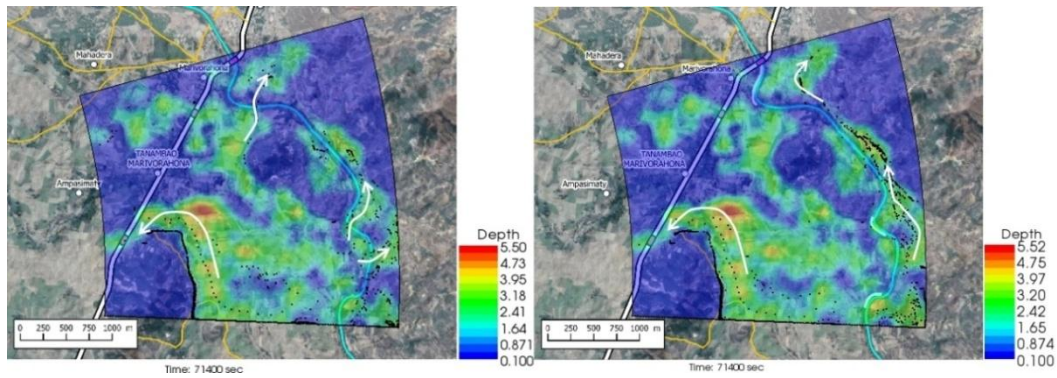 Mahadera
Marivorahona
TANAMBAO
MARIVORAHONA
Ampasimaty
0 250 500 750 1000 m
Depth
5.50
4.73
3.95
3.18
2.41
1.64
0.871
0.100
Time: 71400 sec
Mahadera
Marivorahona
TANAMBAO
MARIVORAHONA
Ampasimaty
0 250 500 750 1000 m
Depth
5.52
4.75
3.97
3.20
2.42
1.65
0.874
0.100
Time: 71400 sec